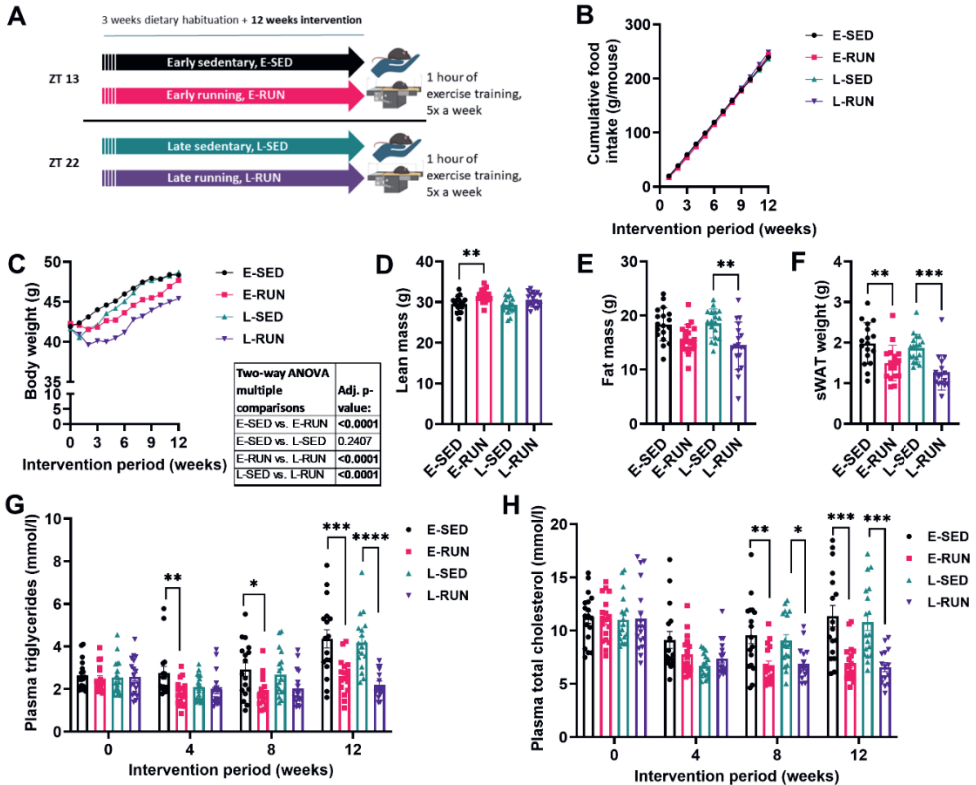 A
3 weeks dietary habituation + 12 weeks intervention
ZT 13
Early sedentary, E-SED
Early running, E-RUN
1 hour of
exercise training,
5x a week
ZT 22
Late sedentary, L-SED
Late running, L-RUN
1 hour of
exercise training,
5x a week
B
Cumulative food
intake (g/mouse)
300
200
100
0
0
3
6
9
12
Intervention period (weeks)
E-SED
E-RUN
L-SED
L-RUN
C
Body weight (g)
50
45
40
10
5
0
0
3
6
9
12
Intervention period (weeks)
E-SED
E-RUN
L-SED
L-RUN
Two-way ANOVA
multiple
comparisons
Adj. p-
value:
E-SED vs. E-RUN <0.0001
E-SED vs. L-SED 0.2407
E-RUN vs. L-RUN <0.0001
L-SED vs. L-RUN <0.0001
D
Lean mass (g)
40
30
20
10
0
**
E-SED
E-RUN
L-SED
L-RUN
E
Fat mass (g)
30
20
10
0
**
E-SED
E-RUN
L-SED
L-RUN
F
sWAT weight (g)
4
3
2
1
0
**
***
E-SED
E-RUN
L-SED
L-RUN
G
Plasma triglycerides (mmol/l)
10
8
6
4
2
0
**
*
***
****
0
4
8
12
Intervention period (weeks)
E-SED
E-RUN
L-SED
L-RUN
H
Plasma total cholesterol (mmol/l)
20
15
10
5
0
**
*
***
***
0
4
8
12
Intervention period (weeks)
E-SED
E-RUN
L-SED
L-RUN